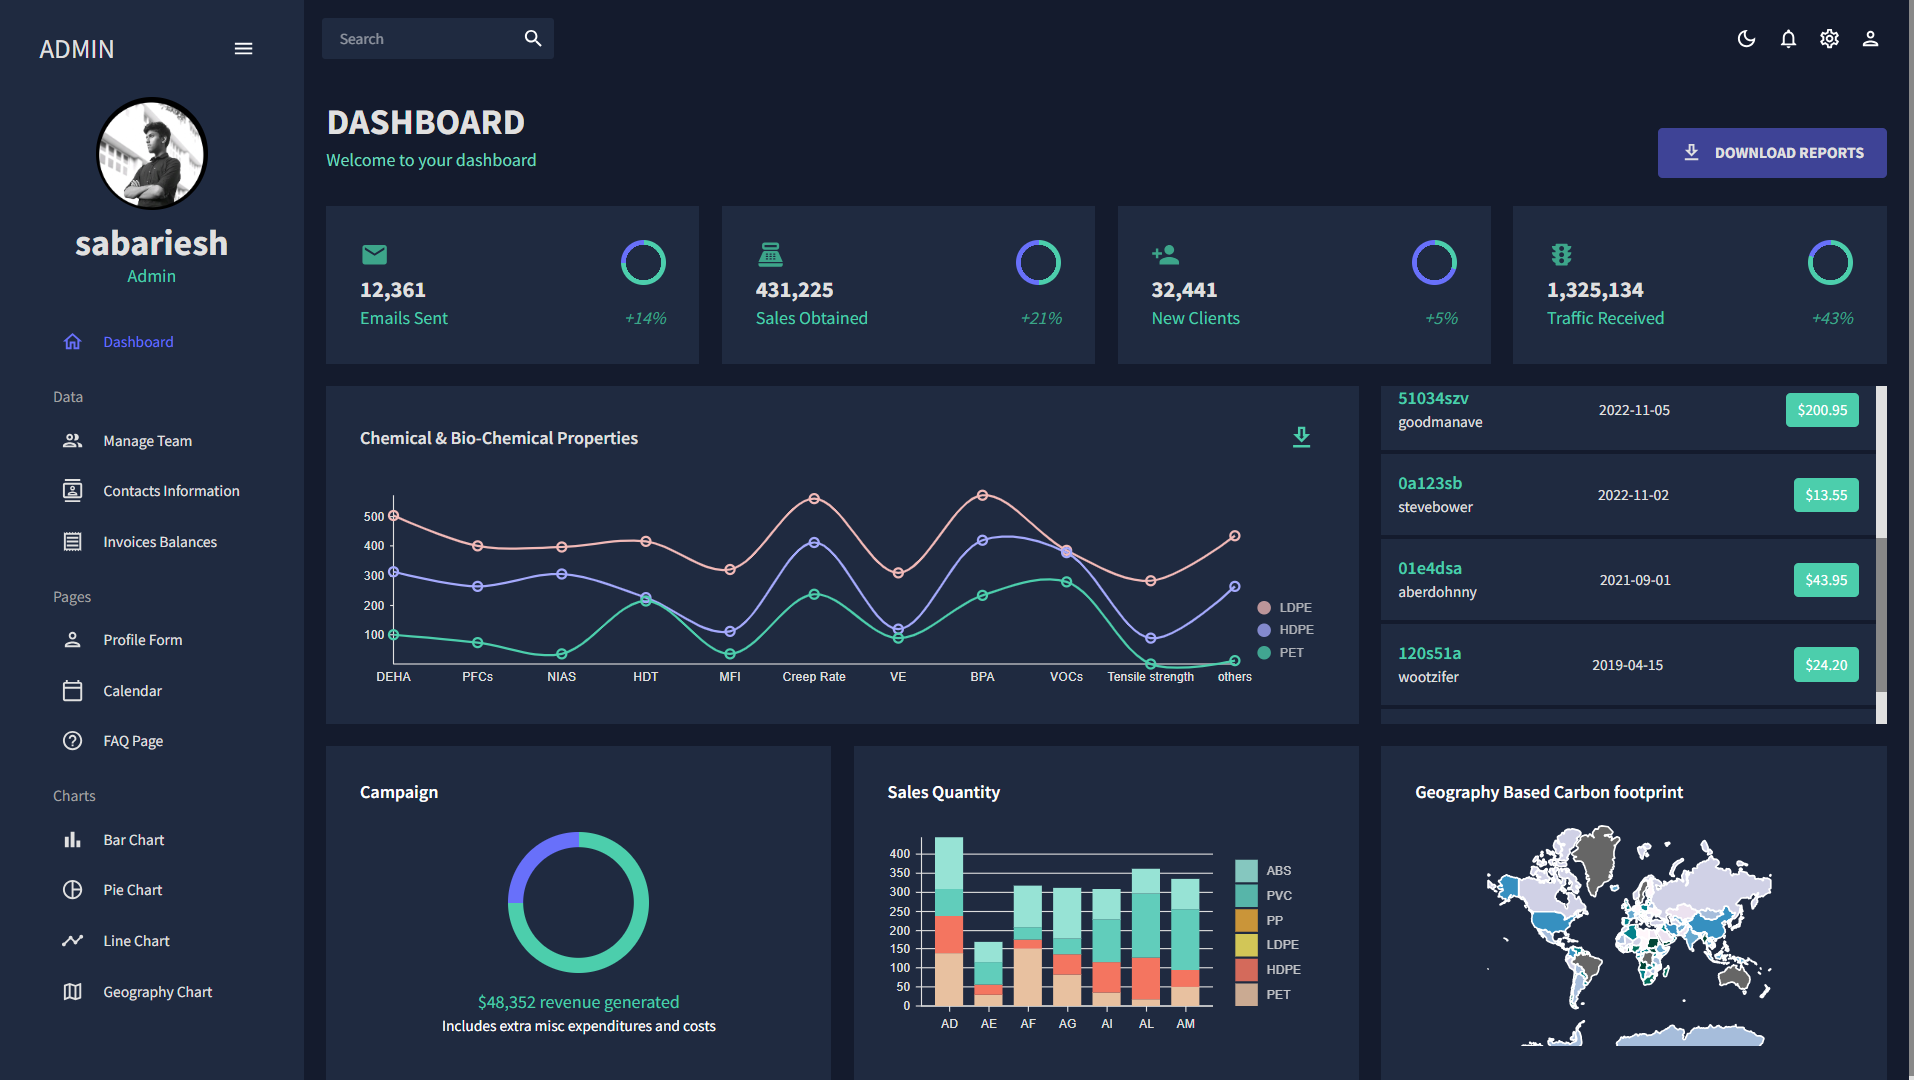 ADMIN
sabariesh
Admin
Dashboard
Data
Manage Team
Contacts Information
Invoices Balances
Pages
Profile Form
Calendar
FAQ Page
Charts
Bar Chart
Pie Chart
Line Chart
Geography Chart
Search
DASHBOARD
Welcome to your dashboard
DOWNLOAD REPORTS
12,361
Emails Sent
+14%
431,225
Sales Obtained
+21%
32,441
New Clients
+5%
1,325,134
Traffic Received
+43%
Chemical & Bio-Chemical Properties
500
400
300
200
100
DEHA PFCs NIAS HDT MFI Creep Rate VE BPA VOCs Tensile strength others
LDPE
HDPE
PET
51034szv
goodmanave
2022-11-05
$200.95
0a123sb
stevebower
2022-11-02
$13.55
01e4dsa
aberdohnny
2021-09-01
$43.95
120s51a
wootzifer
2019-04-15
$24.20
Campaign
$48,352 revenue generated
Includes extra misc expenditures and costs
Sales Quantity
400
350
300
250
200
150
100
50
0
AD AE AF AG AI AL AM
ABS
PVC
PP
LDPE
HDPE
PET
Geography Based Carbon footprint